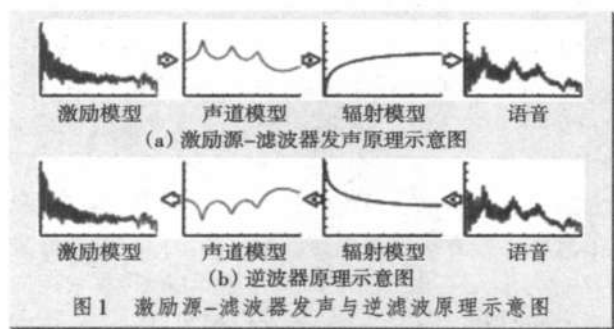 激励模型 声道模型 辐射模型 语音
(a) 激励源-滤波器发声原理示意图
激励模型 声道模型 辐射模型 语音
(b) 逆波器原理示意图
图1 激励源-滤波器发声与逆滤波原理示意图